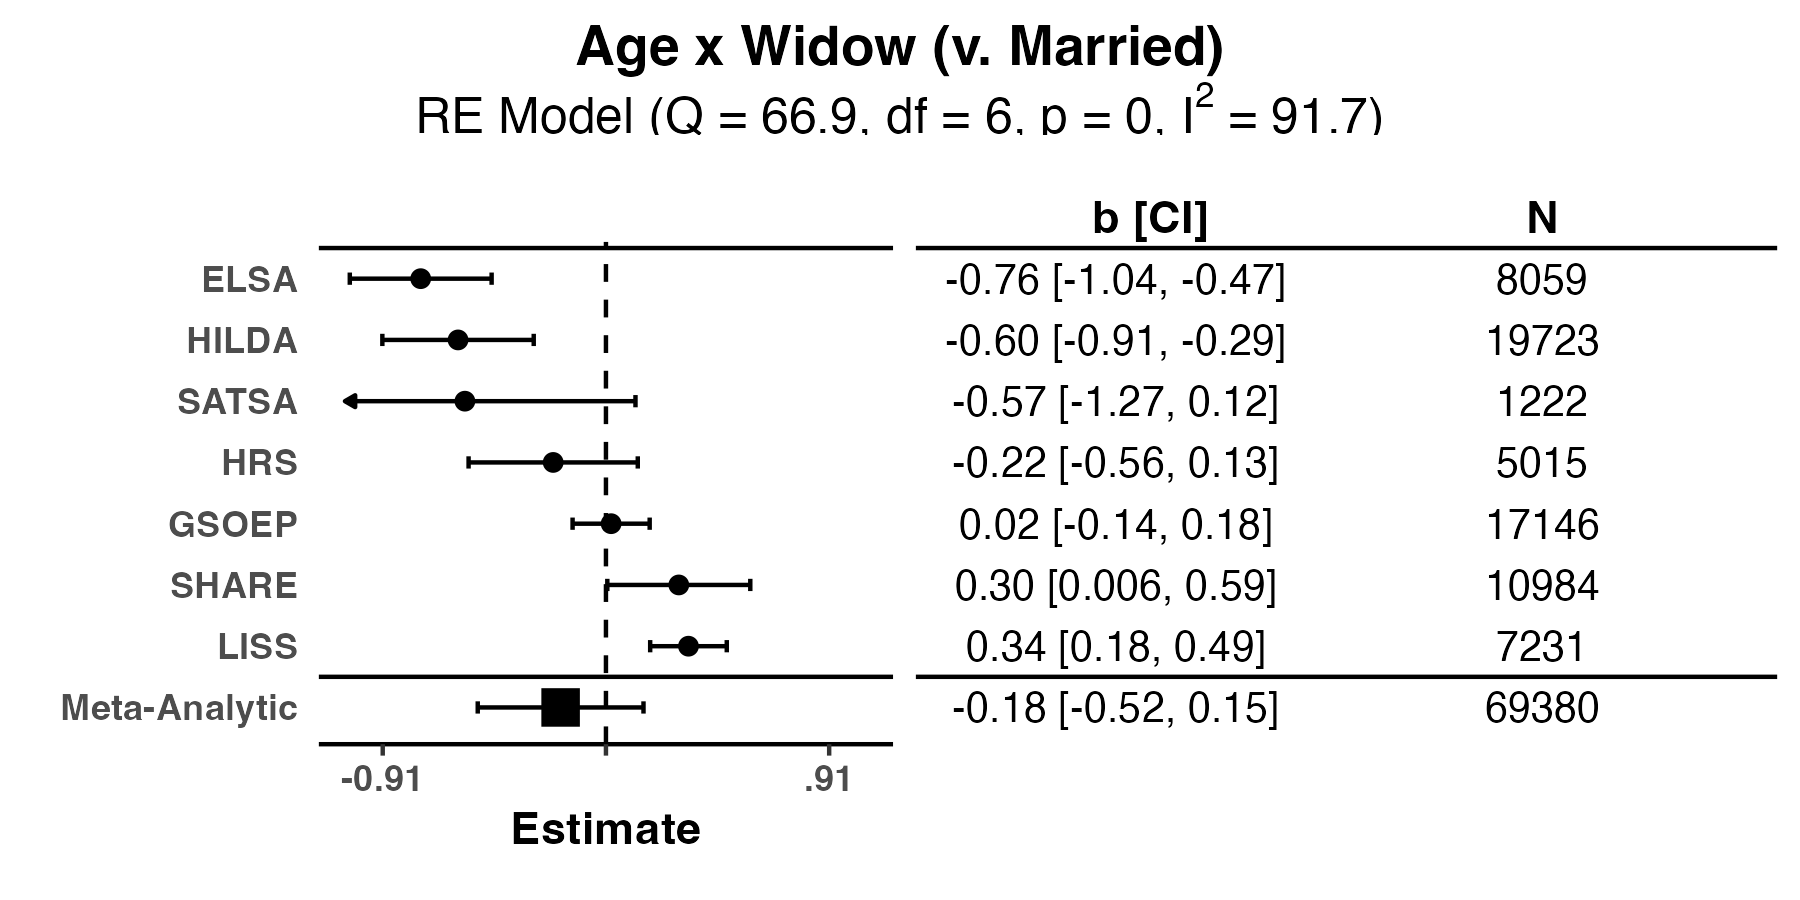 Age x Widow (v. Married)
RE Model (Q = 66.9, df = 6, p = 0, I² = 91.7)
b [CI] N
ELSA -0.76 [-1.04, -0.47] 8059
HILDA -0.60 [-0.91, -0.29] 19723
SATSA -0.57 [-1.27, 0.12] 1222
HRS -0.22 [-0.56, 0.13] 5015
GSOEP 0.02 [-0.14, 0.18] 17146
SHARE 0.30 [0.006, 0.59] 10984
LISS 0.34 [0.18, 0.49] 7231
Meta-Analytic -0.18 [-0.52, 0.15] 69380
-0.91 .91
Estimate